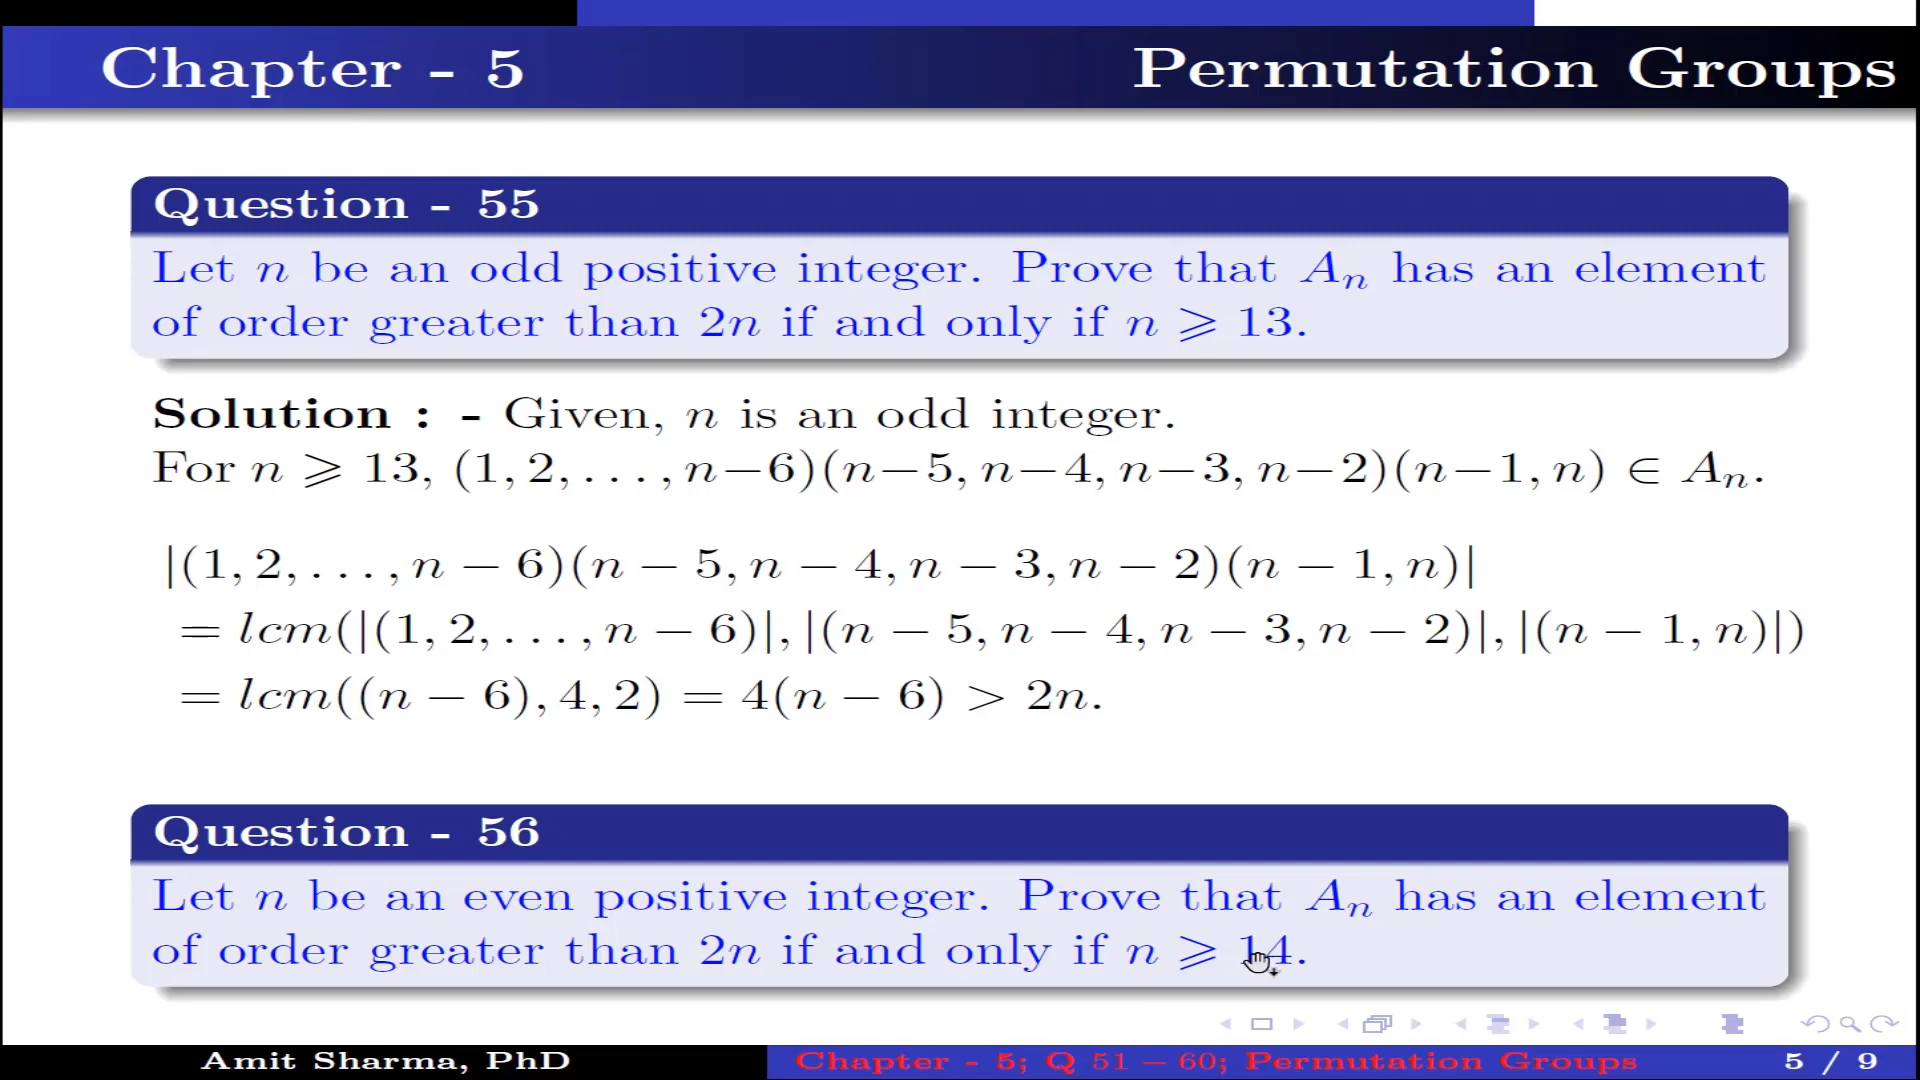 Chapter - 5 Permutation Groups
Question - 55
Let n be an odd positive integer. Prove that Aₙ has an element
of order greater than 2n if and only if n ⩾ 13.
Solution : - Given, n is an odd integer.
For n ⩾ 13, (1, 2, . . . , n−6)(n−5, n−4, n−3, n−2)(n−1, n) ∈ Aₙ.
|(1, 2, . . . , n − 6)(n − 5, n − 4, n − 3, n − 2)(n − 1, n)|
= lcm(|(1, 2, . . . , n − 6)|, |(n − 5, n − 4, n − 3, n − 2)|, |(n − 1, n)|)
= lcm((n − 6), 4, 2) = 4(n − 6) > 2n.
Question - 56
Let n be an even positive integer. Prove that Aₙ has an element
of order greater than 2n if and only if n ⩾ 14.
Amit Sharma, PhD Chapter - 5; Q 51 − 60; Permutation Groups 5 / 9